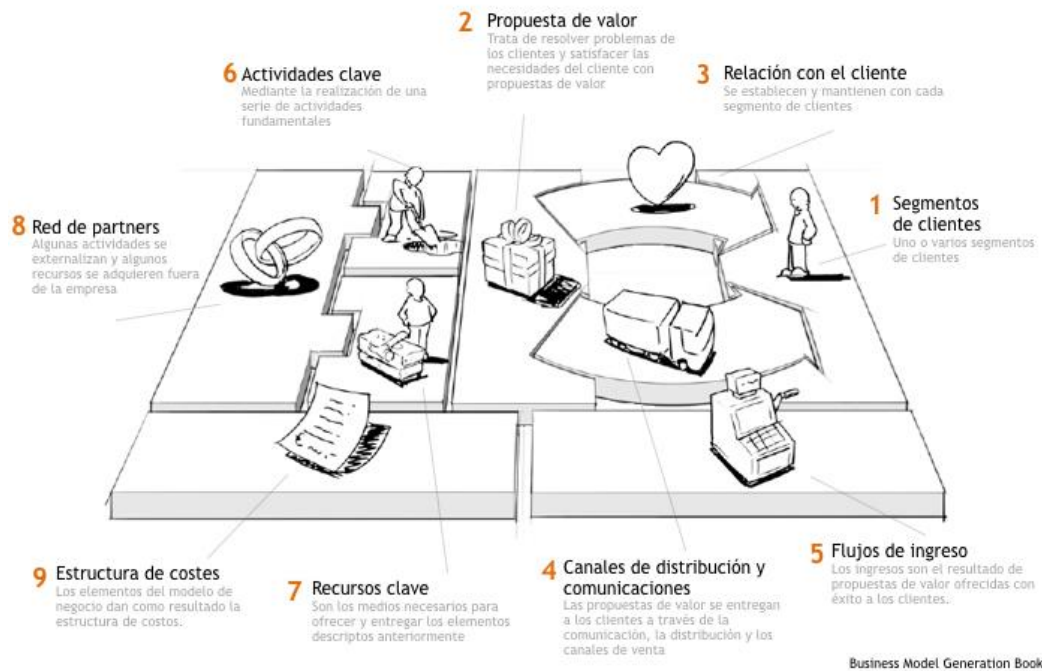 2 Propuesta de valor
Trata de resolver problemas de
los clientes y satisfacer las
necesidades del cliente con
propuestas de valor
6 Actividades clave
Mediante la realización de una
serie de actividades
fundamentales
3 Relación con el cliente
Se establecen y mantienen con cada
segmento de clientes
8 Red de partners
Algunas actividades se
externalizan y algunos
recursos se adquieren fuera
de la empresa
1 Segmentos
de clientes
Uno o varios segmentos
de clientes
9 Estructura de costes
Los elementos del modelo de
negocio dan como resultado la
estructura de costos.
7 Recursos clave
Son los medios necesarios para
ofrecer y entregar los elementos
descriptos anteriormente
4 Canales de distribución y
comunicaciones
Las propuestas de valor se entregan
a los clientes a través de la
comunicación, la distribución y los
canales de venta
5 Flujos de ingreso
Los ingresos son el resultado de
propuestas de valor ofrecidas con
éxito a los clientes.
Business Model Generation Book